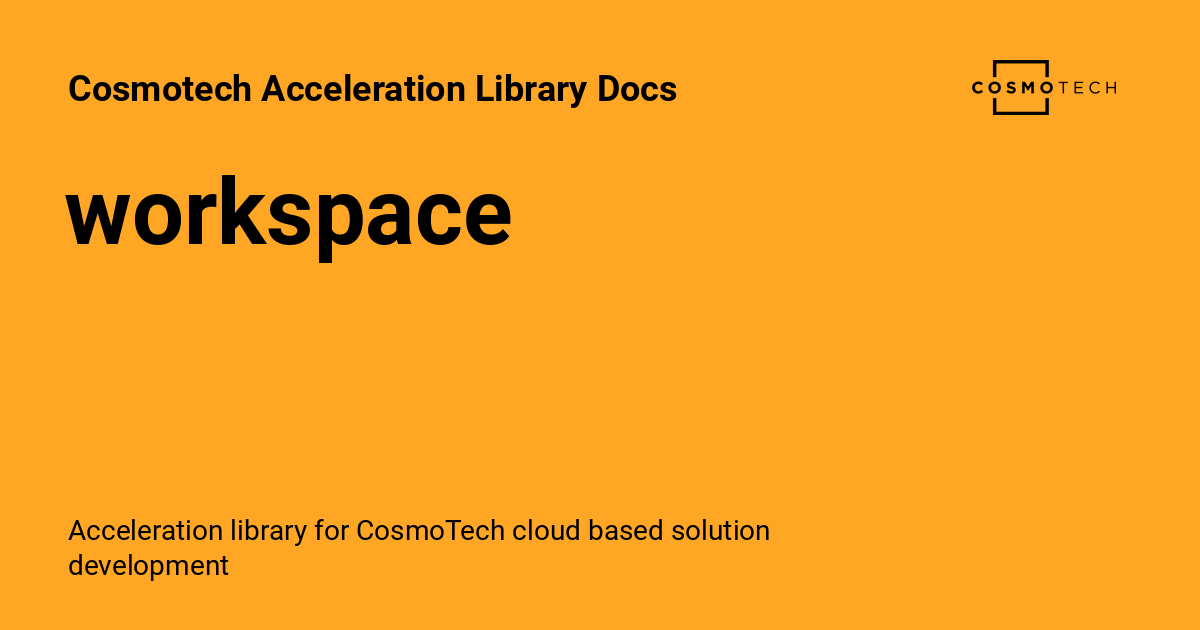 Cosmotech Acceleration Library Docs
COSMOTECH
workspace
Acceleration library for CosmoTech cloud based solution
development